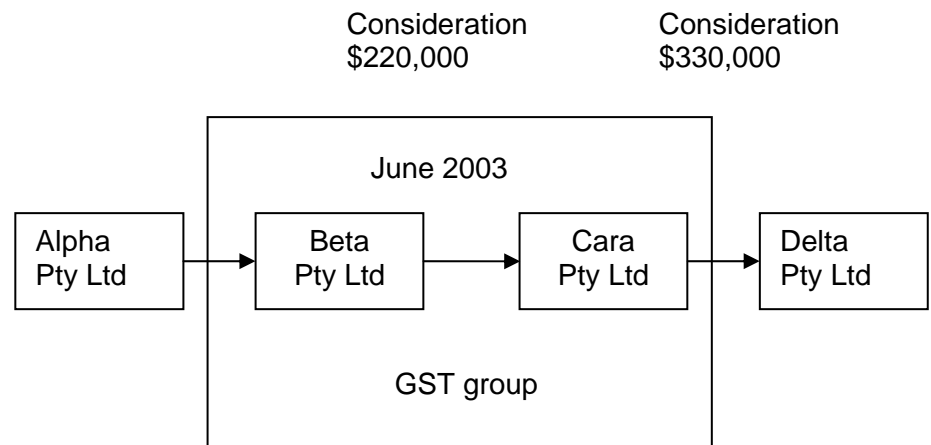 Consideration
$220,000
Consideration
$330,000
June 2003
Alpha
Pty Ltd
Beta
Pty Ltd
Cara
Pty Ltd
Delta
Pty Ltd
GST group